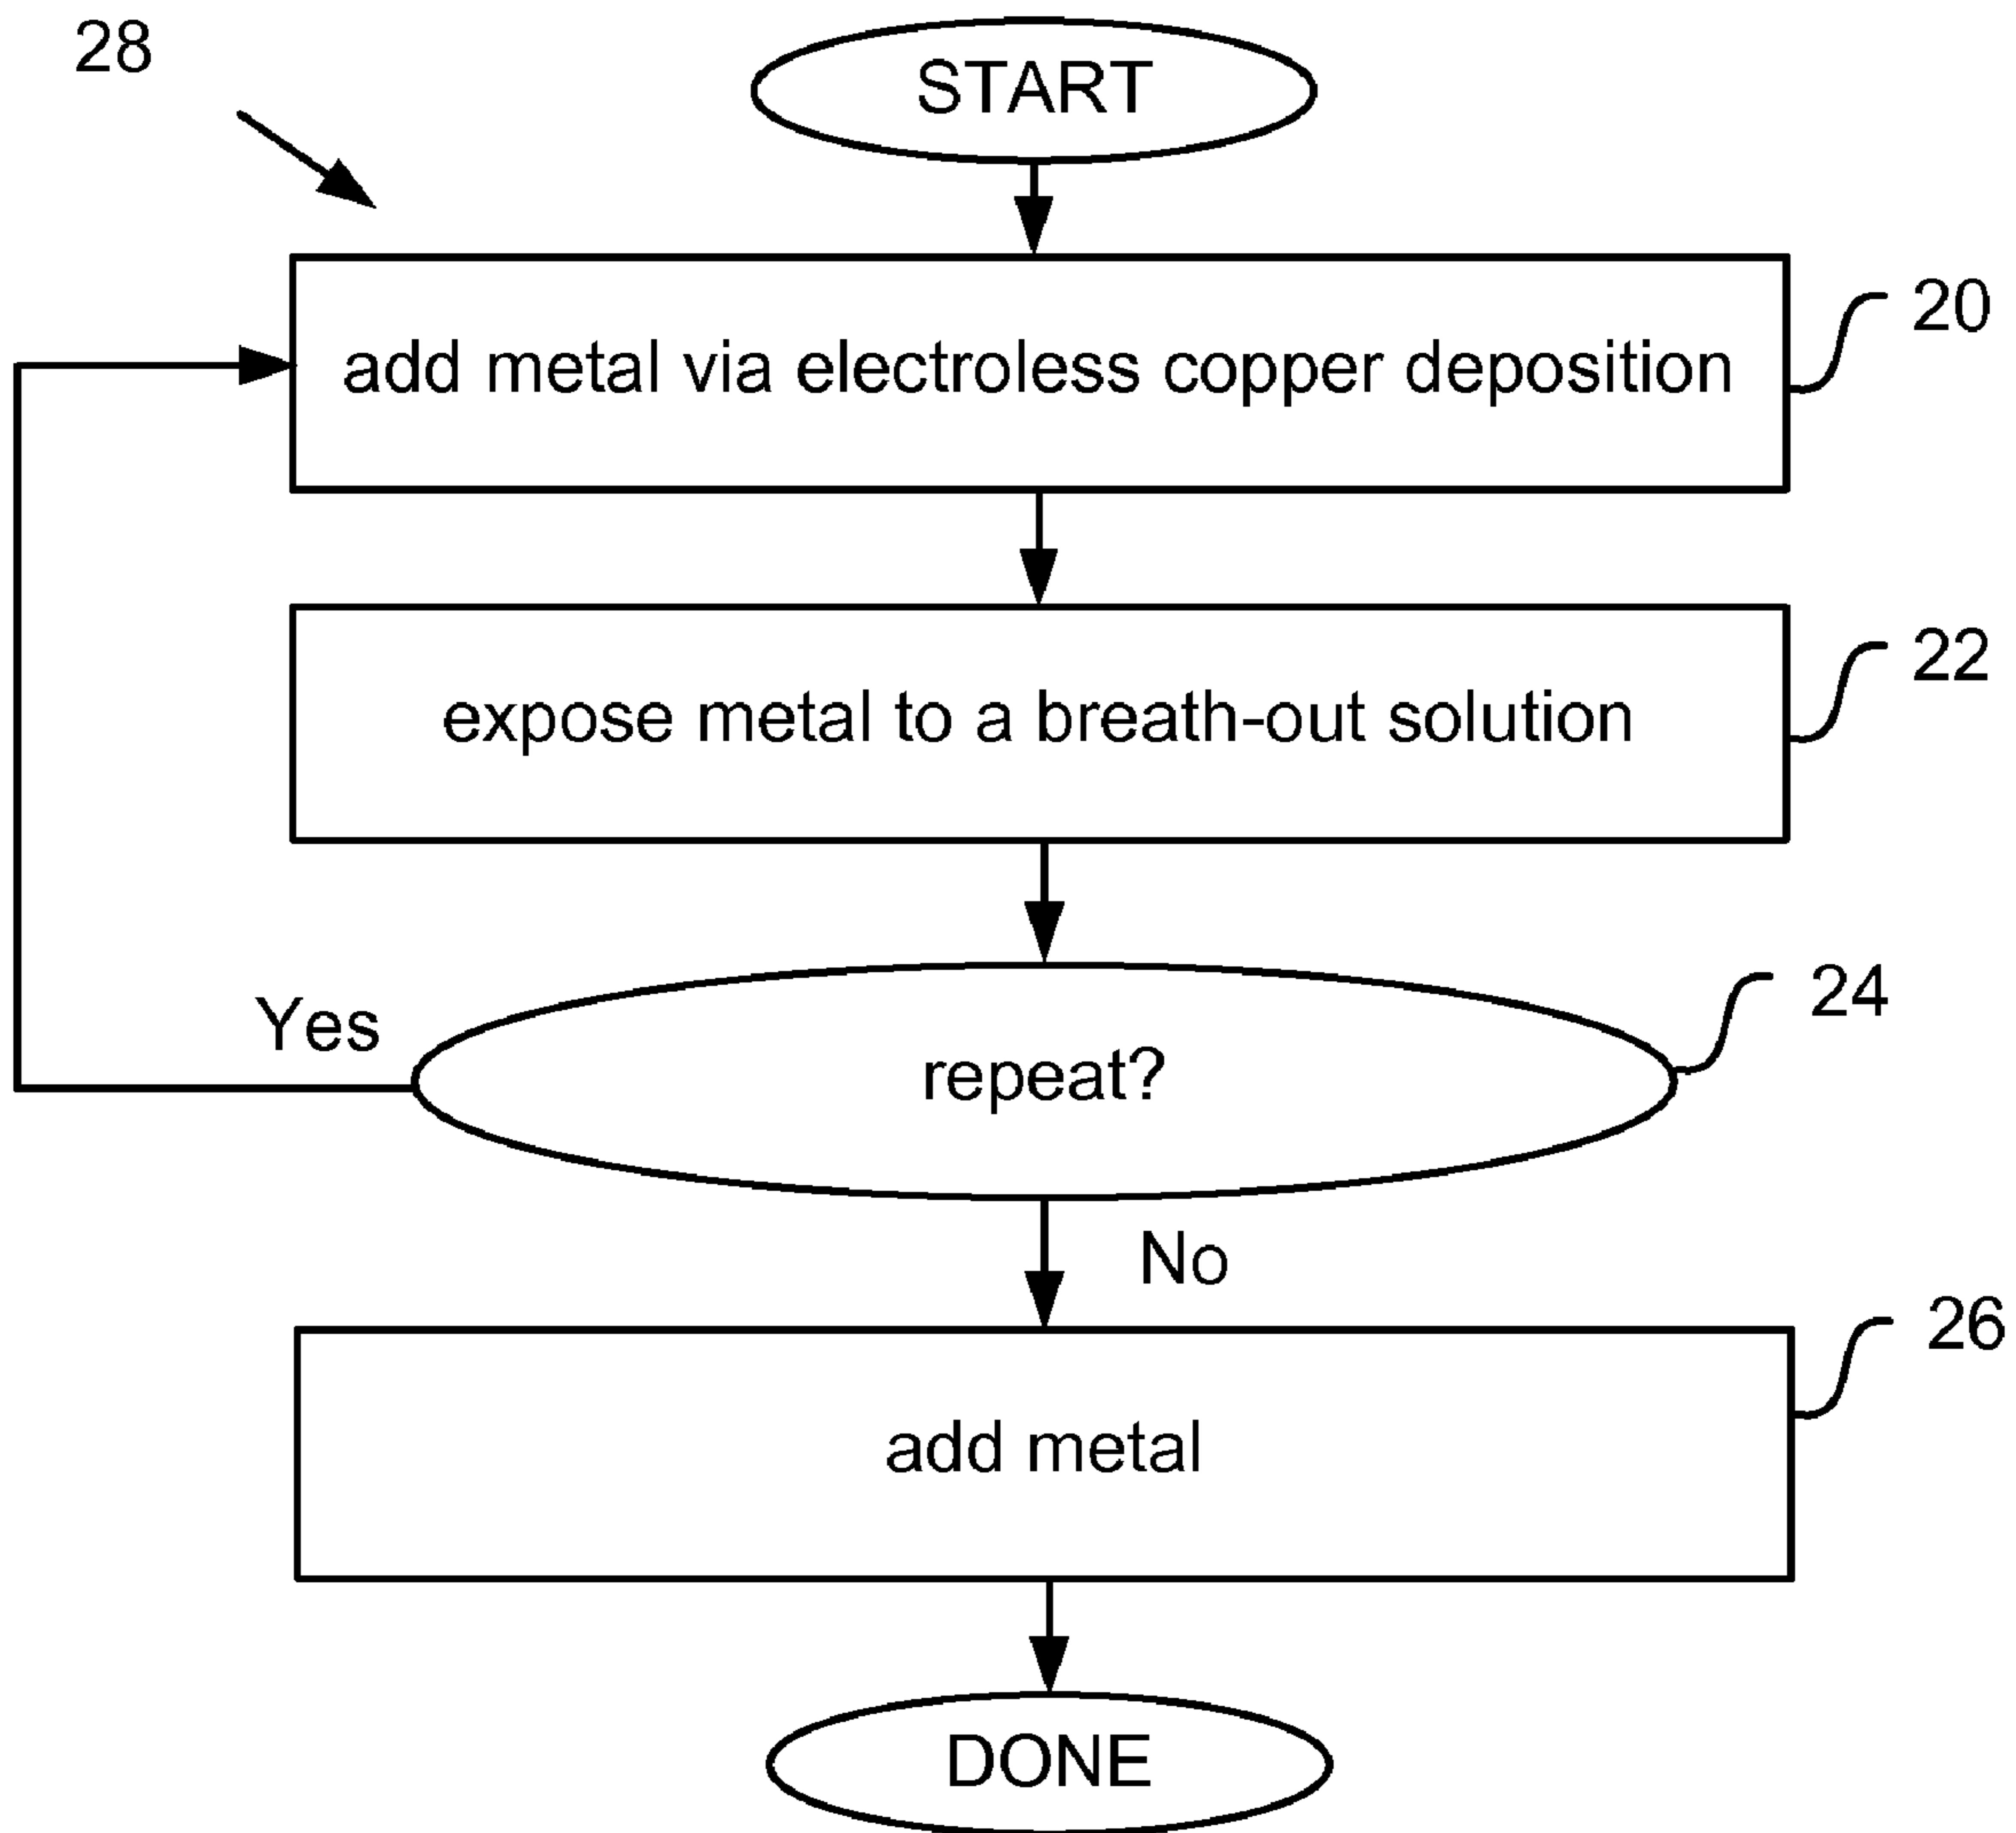 28
START
add metal via electroless copper deposition
20
expose metal to a breath-out solution
22
Yes
repeat?
24
No
add metal
26
DONE